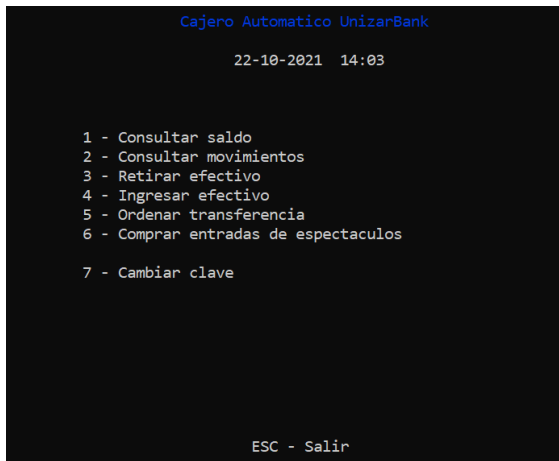 Cajero Automatico UnizarBank
22-10-2021 14:03
1 - Consultar saldo
2 - Consultar movimientos
3 - Retirar efectivo
4 - Ingresar efectivo
5 - Ordenar transferencia
6 - Comprar entradas de espectaculos
7 - Cambiar clave
ESC - Salir